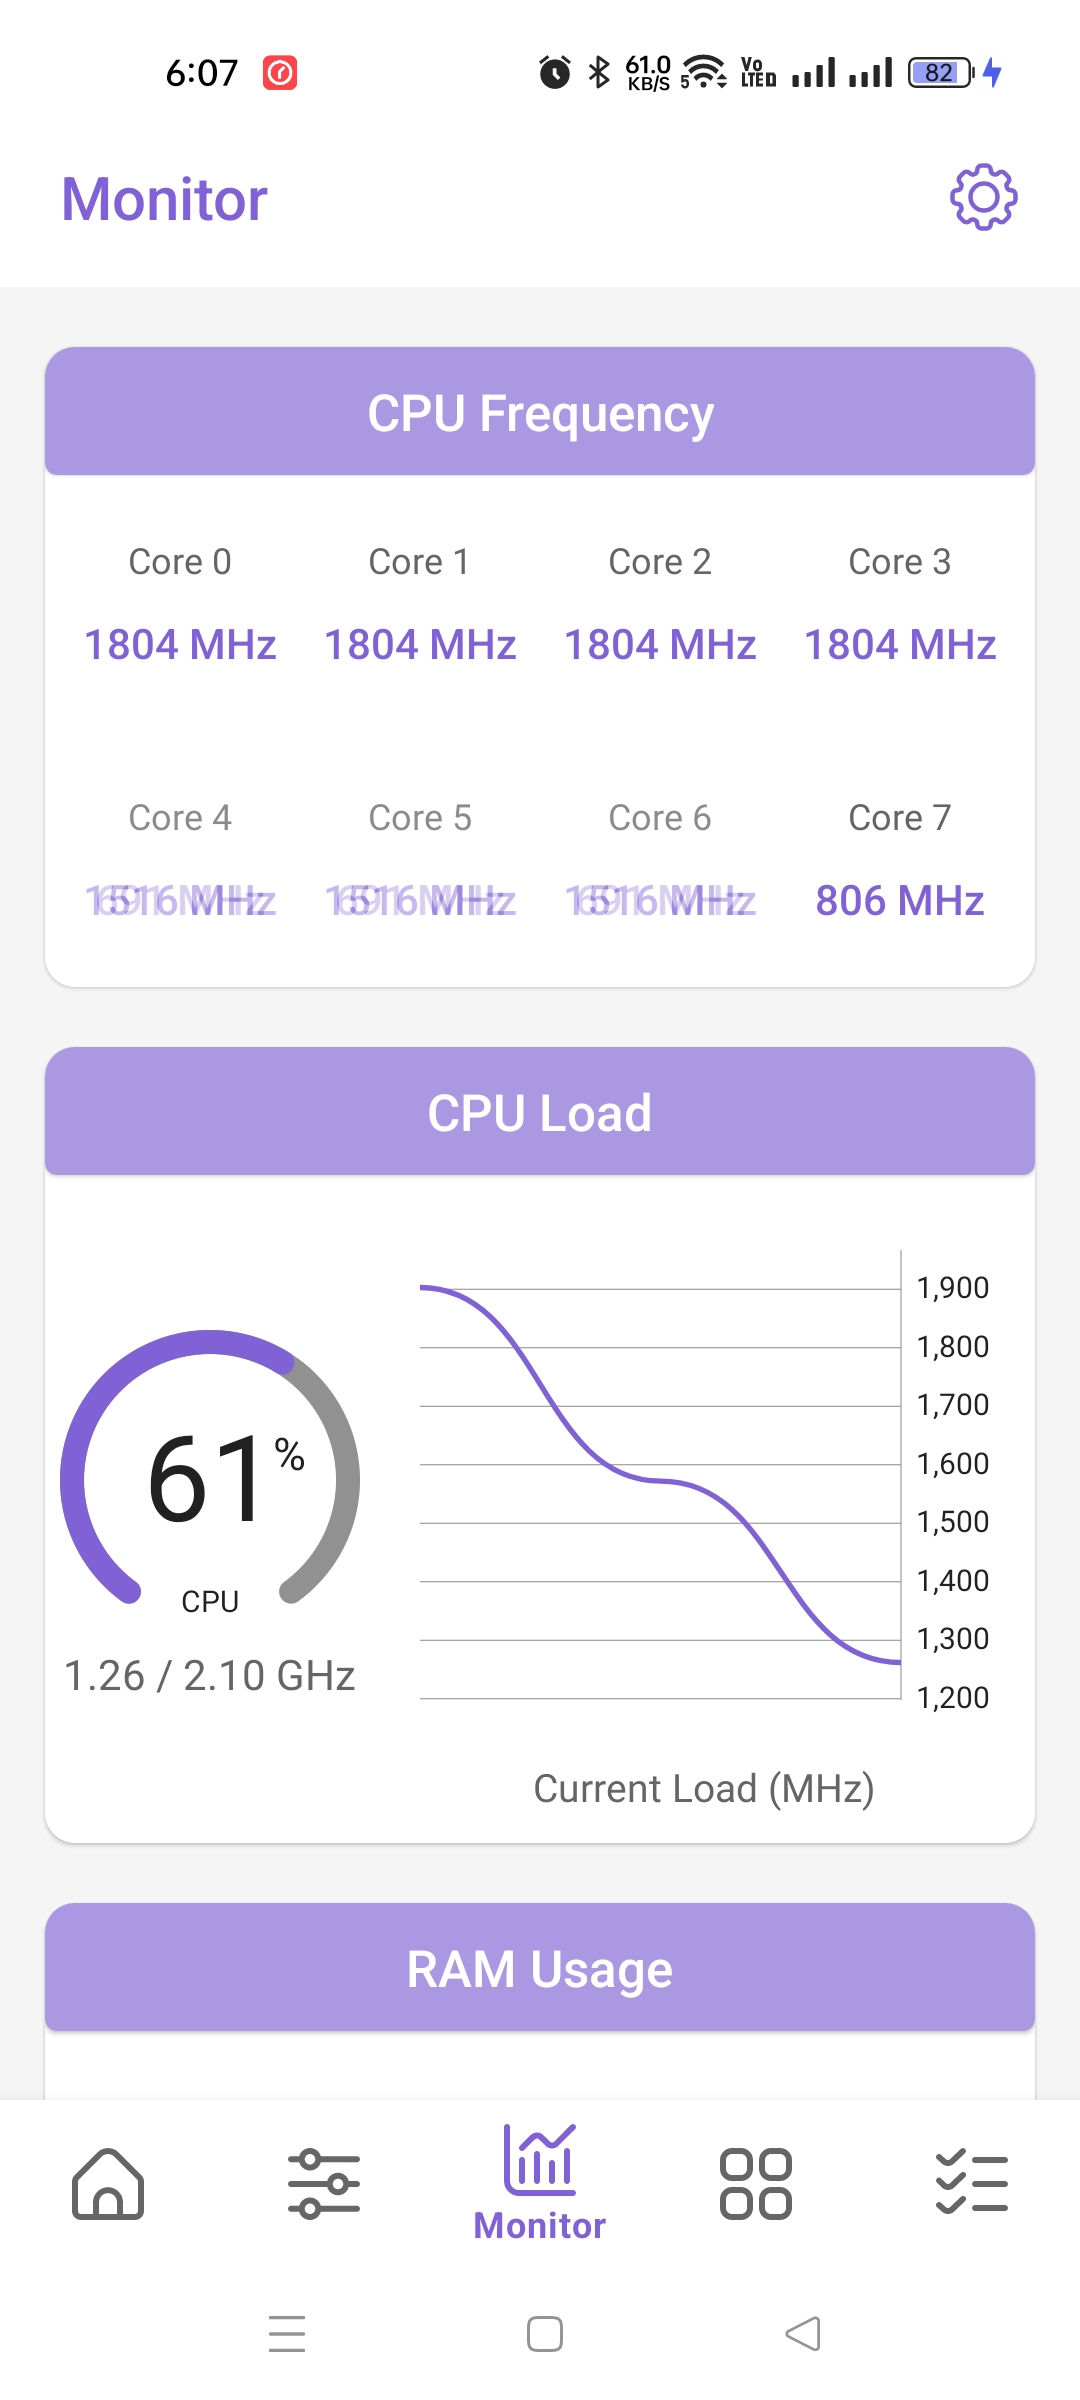 6:07 61.0 KB/S 5 Vo LTED 82
Monitor
CPU Frequency
Core 0 Core 1 Core 2 Core 3
1804 MHz 1804 MHz 1804 MHz 1804 MHz
Core 4 Core 5 Core 6 Core 7
806 MHz
CPU Load
61%
CPU
1.26 / 2.10 GHz
1,900
1,800
1,700
1,600
1,500
1,400
1,300
1,200
Current Load (MHz)
RAM Usage
Monitor